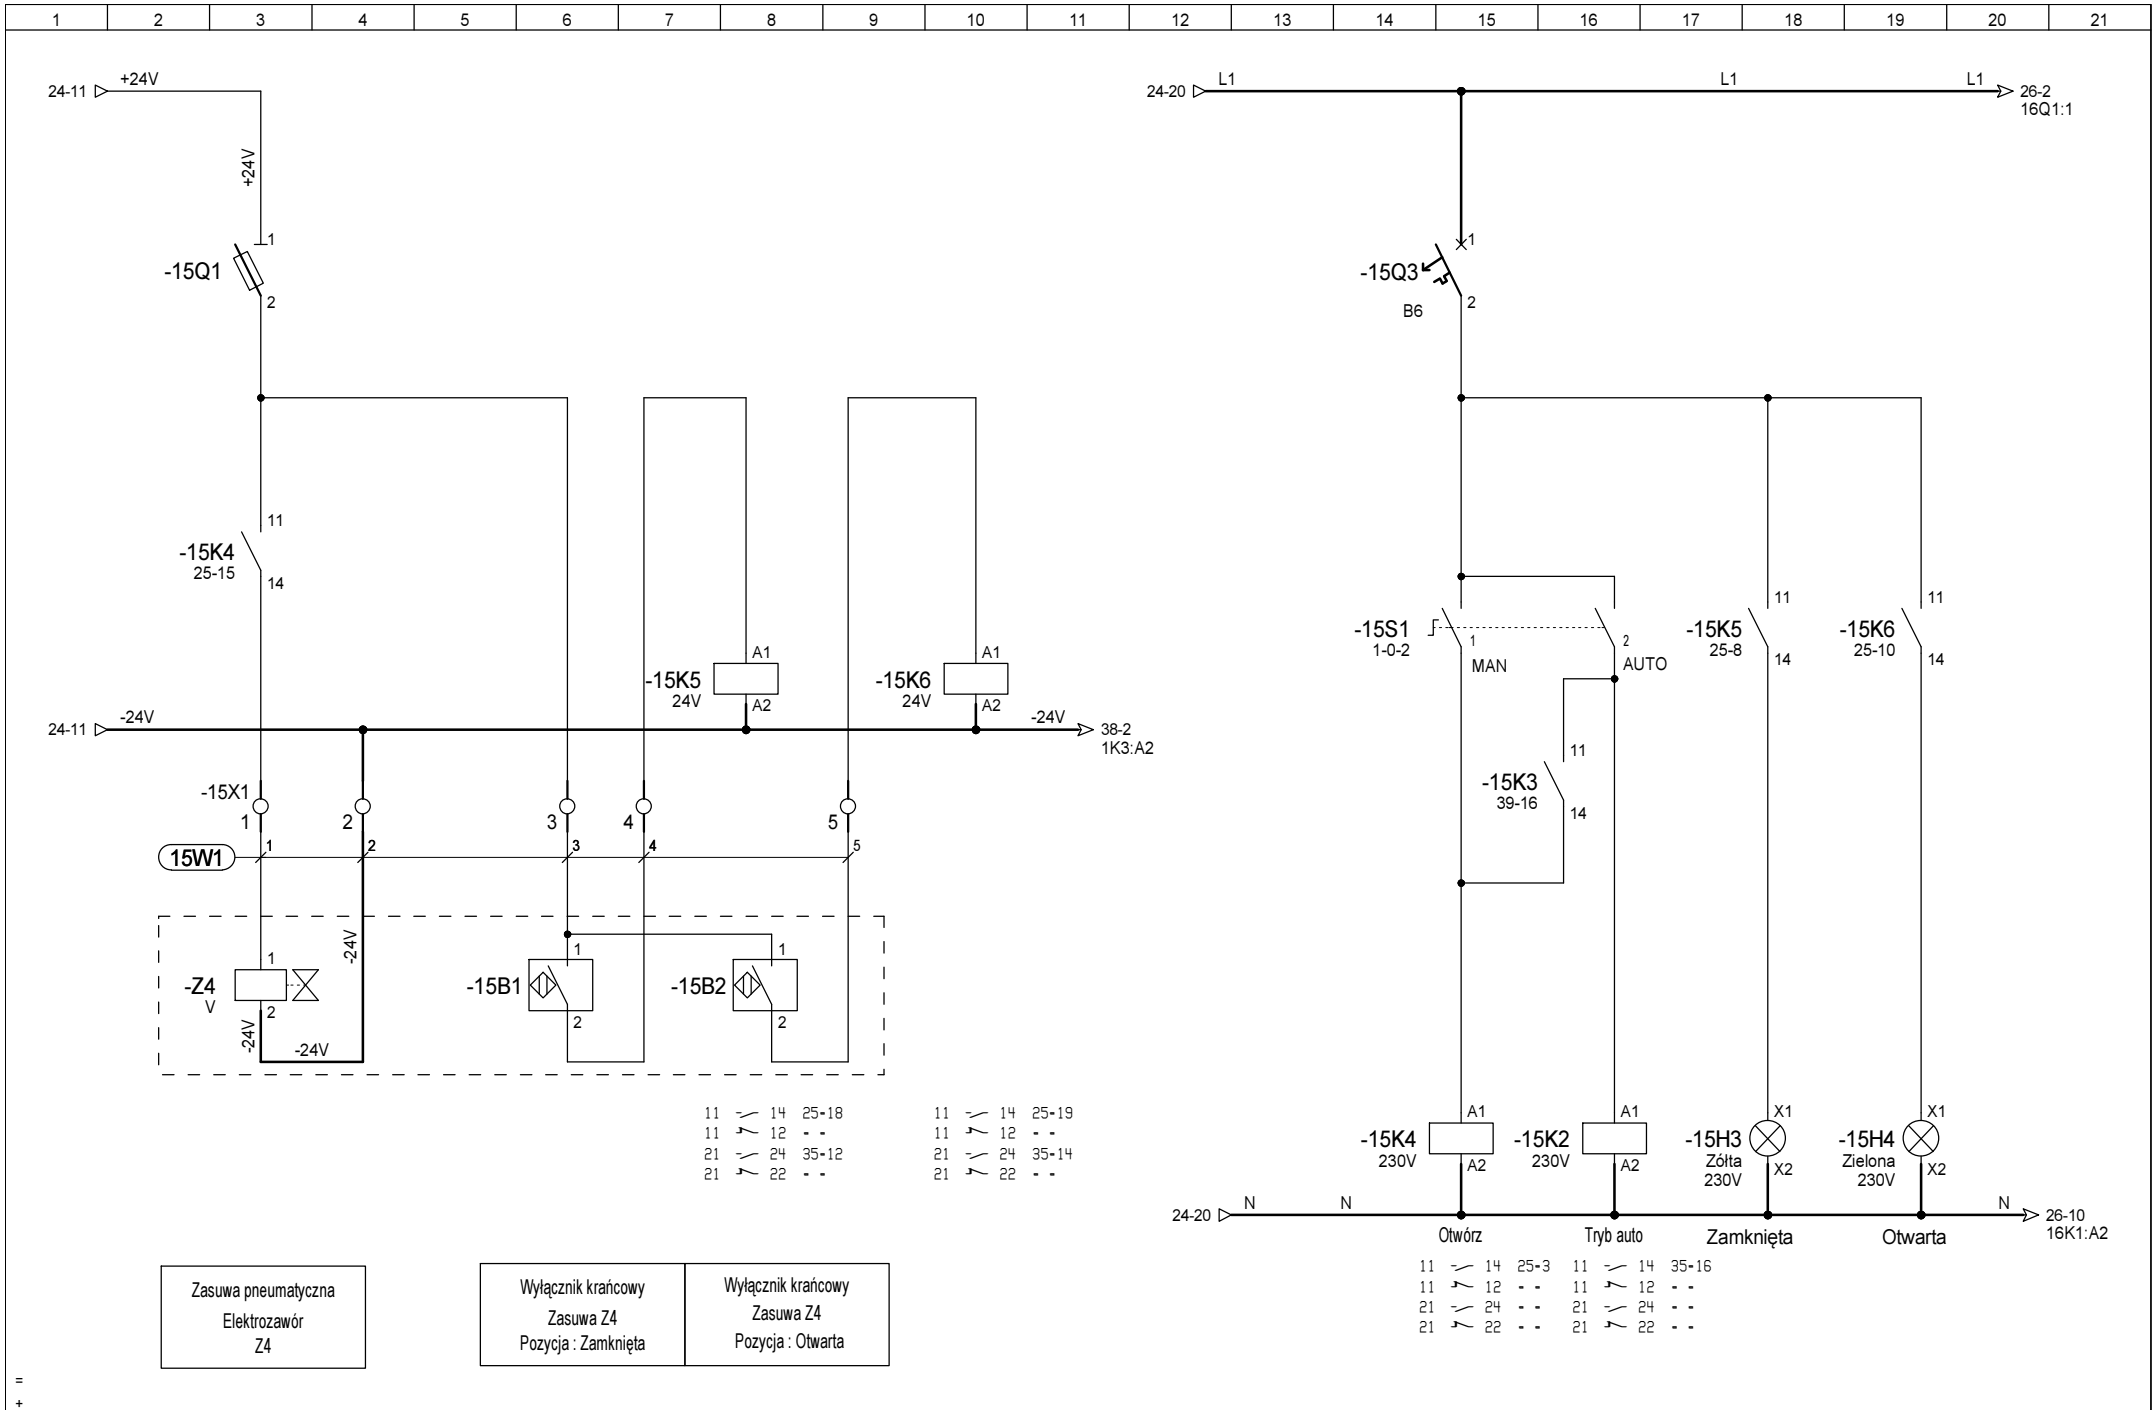 1 2 3 4 5 6 7 8 9 10 11 12 13 14 15 16 17 18 19 20 21
+24V
24-11
L1 L1 L1
24-20
26-2
16Q1:1
+24V
1
-15Q1
2
1
-15Q3
2
B6
11
-15K4
25-15
14
11
-15K5
25-8
14
11
-15K6
25-10
14
-15S1
1-0-2
1
MAN
2
AUTO
A1
-15K5
24V
A2
A1
-15K6
24V
A2
-24V
24-11
-24V
38-2
1K3:A2
11
-15K3
39-16
14
-15X1
1 2 3 4 5
15W1
1 2 3 4 5
-24V
1
-Z4
V
2
-24V
-24V
1
-15B1
2
1
-15B2
2
11 14 25-18
11 12 - -
21 24 35-12
21 22 - -
11 14 25-19
11 12 - -
21 24 35-14
21 22 - -
A1
-15K4
230V
A2
A1
-15K2
230V
A2
X1
-15H3
Zółta
230V
X2
X1
-15H4
Zielona
230V
X2
N N N
24-20
26-10
16K1:A2
Otwórz
Tryb auto
Zamknięta
Otwarta
11 14 25-3
11 12 - -
21 24 - -
21 22 - -
11 14 35-16
11 12 - -
21 24 - -
21 22 - -
Zasuwa pneumatyczna
Elektrozawór
Z4
Wyłącznik krańcowy
Zasuwa Z4
Pozycja : Zamknięta
Wyłącznik krańcowy
Zasuwa Z4
Pozycja : Otwarta
=
+